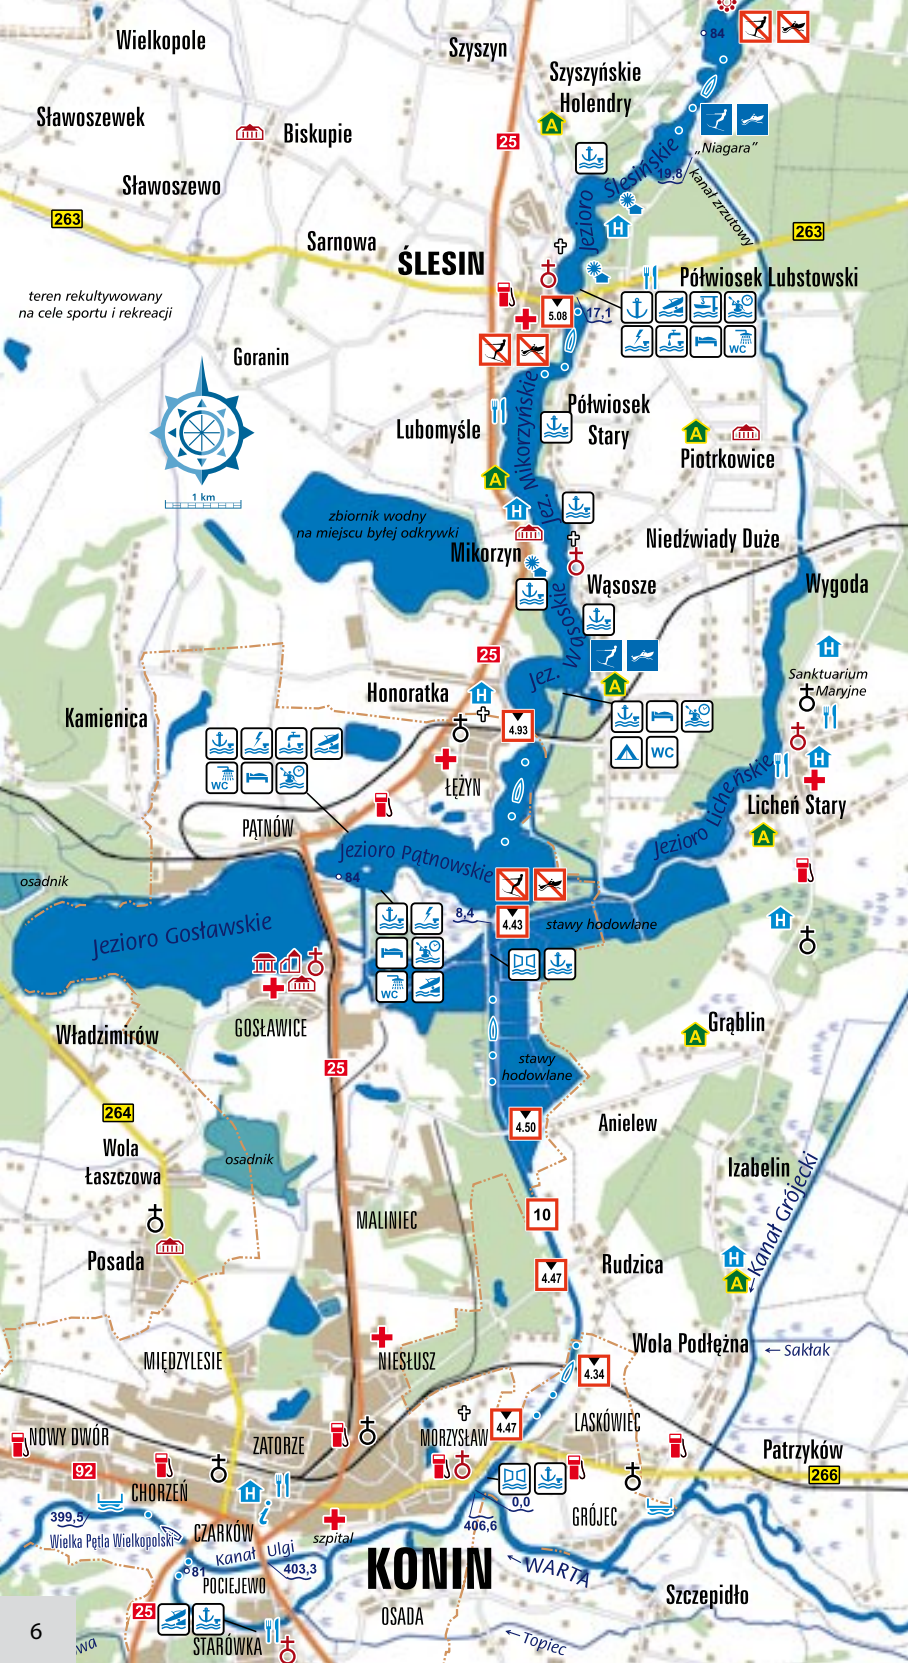 Wielkopole
Szyszyn
84
Szyszyńskie
Holendry
Sławoszewek
A
Biskupie
25
„Niagara”
Jezioro Ślesińskie
19,8
kanał zrzutowy
Sławoszewo
263
H
263
Sarnowa
ŚLESIN
Półwiosek Lubstowski
teren rekultywowany
na cele sportu i rekreacji
5.08
17,1
WC
Goranin
Lubomyśle
Półwiosek
Stary
Jez. Mikorzyńskie
A
Piotrkowice
1 km
A
zbiornik wodny
na miejscu byłej odkrywki
H
Mikorzyn
Niedźwiady Duże
Wąsosze
Wygoda
Jez. Wąsoskie
25
H
Sanktuarium
Maryjne
A
Honoratka
H
Kamienica
4.93
WC
WC
ŁĘŻYN
H
Jezioro Licheńskie
Licheń Stary
PĄTNÓW
A
Jezioro Pątnowskie
84
osadnik
8,4
4.43
stawy hodowlane
H
Jezioro Gosławskie
WC
GOSŁAWICE
Władzimirów
A
Grąblin
25
stawy
hodowlane
264
4.50
Anielew
Wola
Łaszczowa
osadnik
Izabelin
Kanał Grójecki
MALINIEC
10
Posada
Rudzica
H
A
4.47
MIĘDZYLESIE
NIESŁUSZ
Wola Podłężna
Sakłak
4.34
NOWY DWÓR
ZATORZE
MORZYSŁAW
4.47
LASKÓWIEC
Patrzyków
92
CHORZEŃ
266
H
399,5
0,0
Wielka Pętla Wielkopolski
CZARKÓW
szpital
406,6
GRÓJEC
Kanał Ulgi
81
403,3
KONIN
WARTA
POCIEJEWO
Szczepidło
25
OSADA
6
STARÓWKA
Topiec